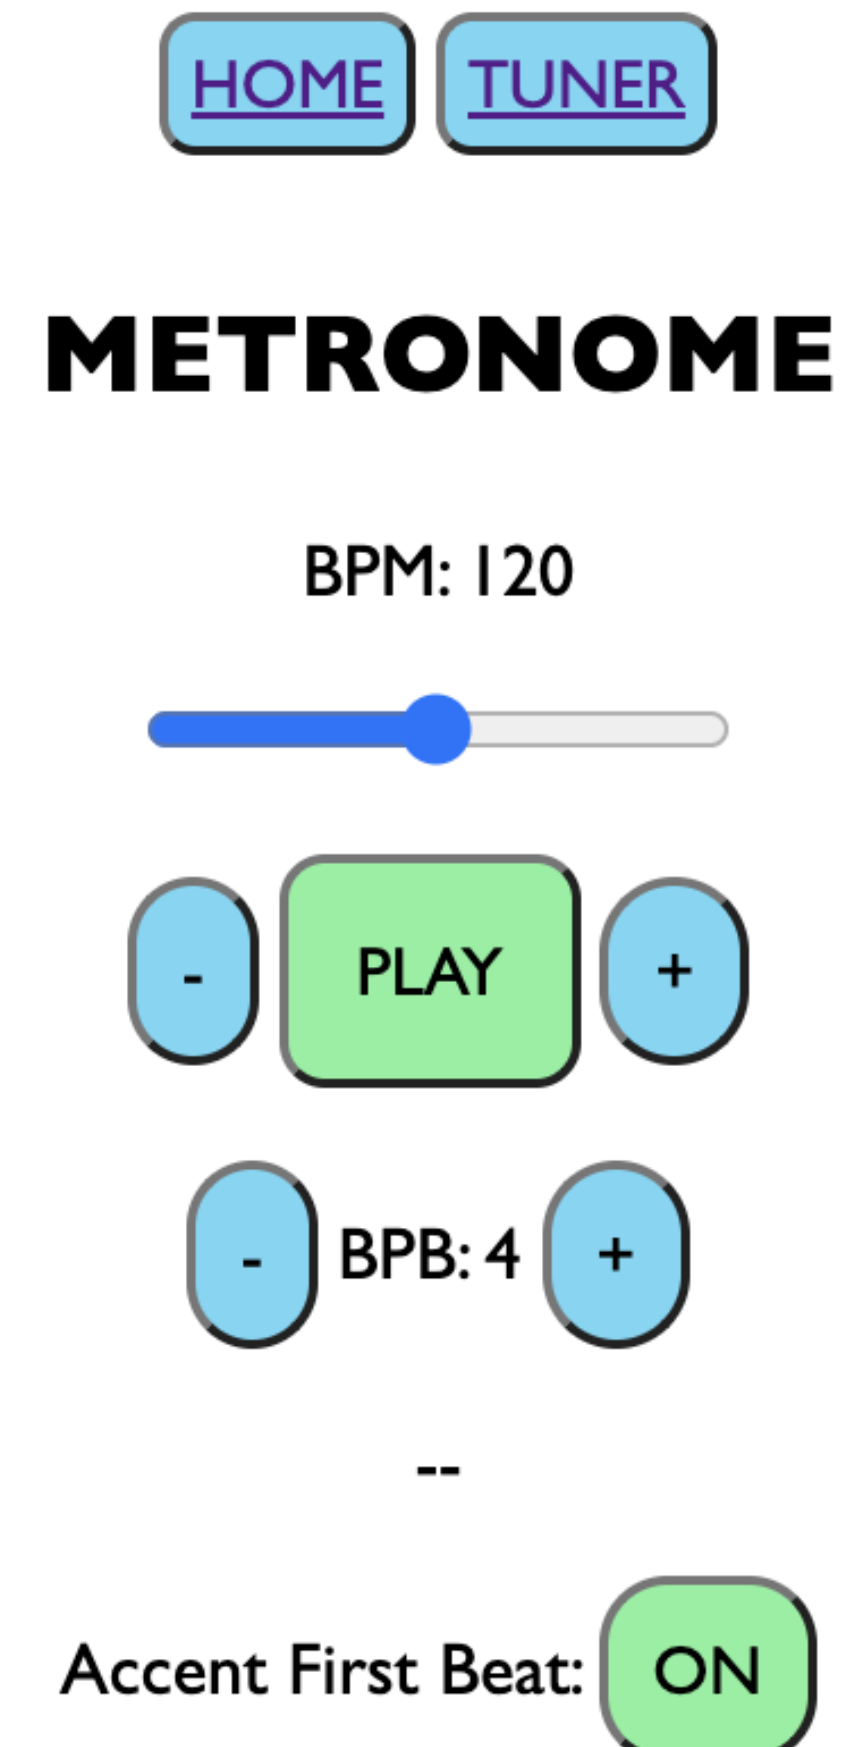 HOME TUNER
METRONOME
BPM: 120
- PLAY +
- BPB: 4 +
--
Accent First Beat: ON